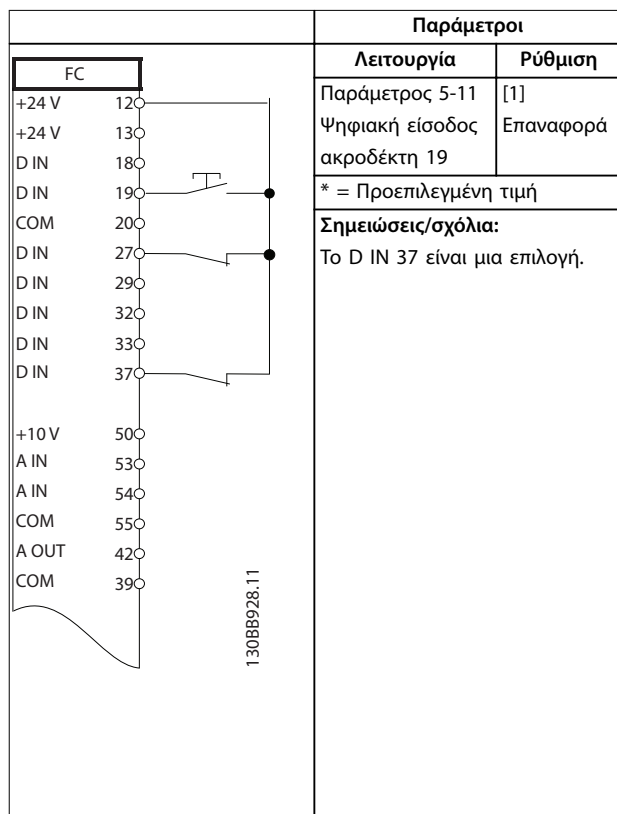 Παράμετροι
Λειτουργία Ρύθμιση
Παράμετρος 5-11 [1]
Ψηφιακή είσοδος Επαναφορά
ακροδέκτη 19
* = Προεπιλεγμένη τιμή
Σημειώσεις/σχόλια:
Το D IN 37 είναι μια επιλογή.
FC
+24 V 12
+24 V 13
D IN 18
D IN 19
COM 20
D IN 27
D IN 29
D IN 32
D IN 33
D IN 37
+10 V 50
A IN 53
A IN 54
COM 55
A OUT 42
COM 39
130BB928.11